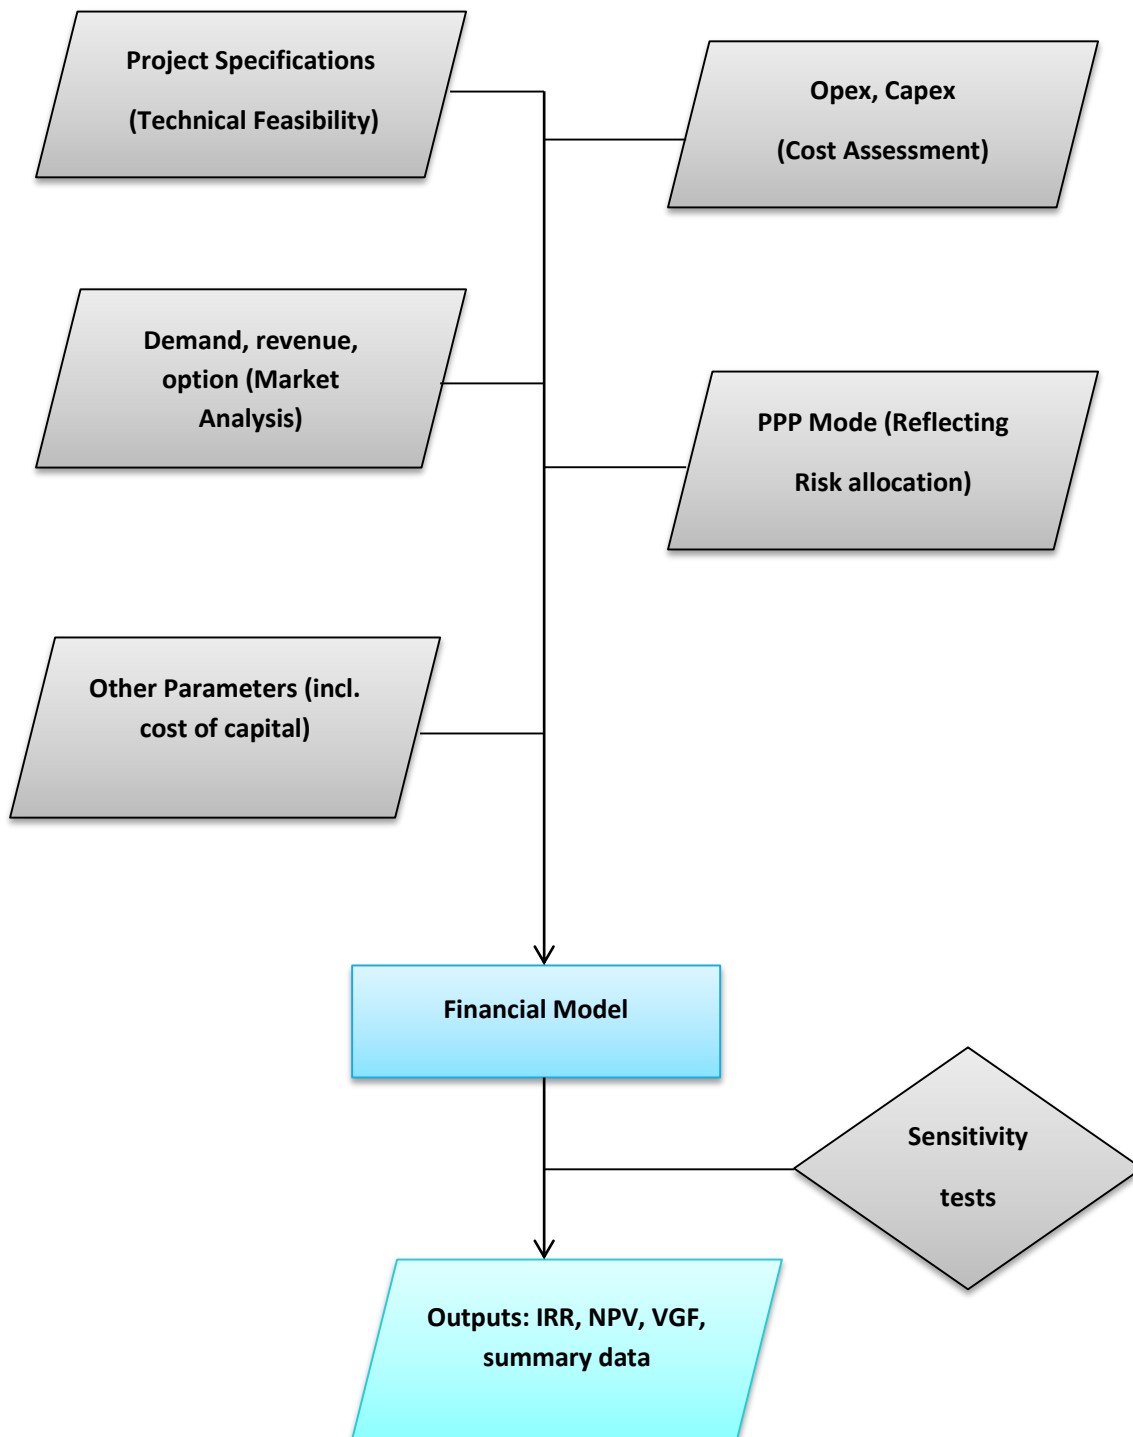 Project Specifications
(Technical Feasibility)
Opex, Capex
(Cost Assessment)
Demand, revenue,
option (Market
Analysis)
PPP Mode (Reflecting
Risk allocation)
Other Parameters (incl.
cost of capital)
Financial Model
Sensitivity
tests
Outputs: IRR, NPV, VGF,
summary data